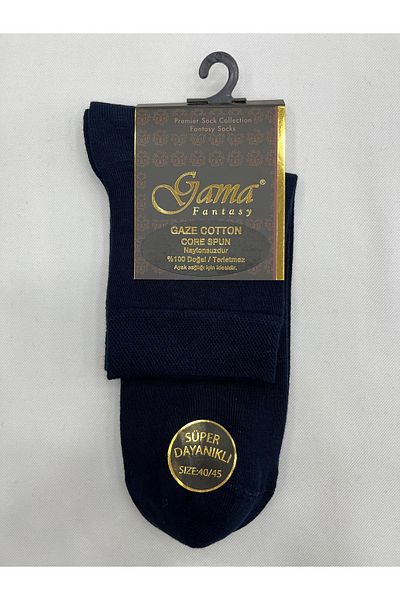 Premier Sock Collection
Fantasy Socks
Gama®
Fantasy
GAZE COTTON
CORE SPUN
Naylonsuzdur
%100 Doğal / Terletmez
Ayak sağlığı için idealdir.
SÜPER
DAYANIKLI
SIZE:40/45